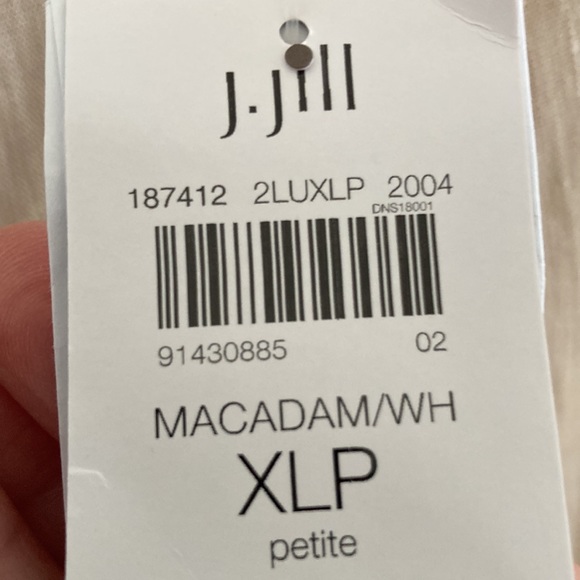 J.Jill
187412 2LUXLP 2004
DNS18001
91430885 02
MACADAM/WH
XLP
petite